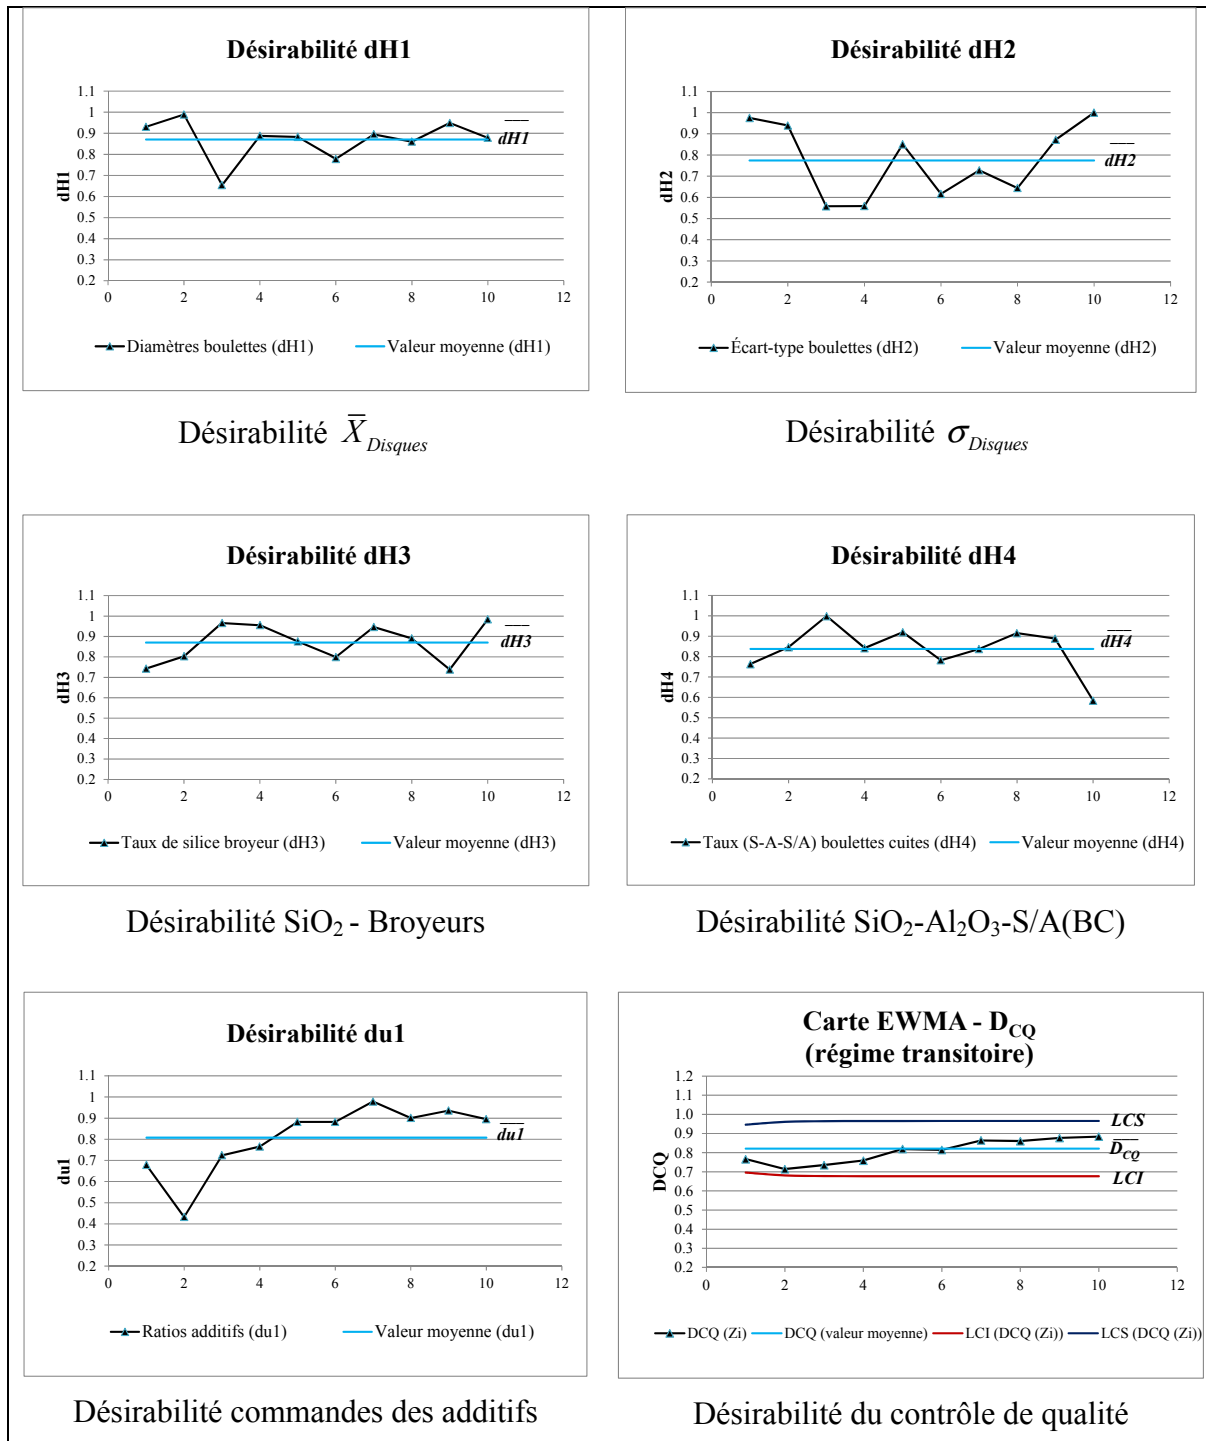 Désirabilité dH1
1.1
1
0.9
0.8
0.7
0.6
0.5
0.4
0.3
0.2
dH1
dH1
0 2 4 6 8 10 12
Diamètres boulettes (dH1) Valeur moyenne (dH1)
Désirabilité X̅ Disques
Désirabilité dH2
1.1
1
0.9
0.8
0.7
0.6
0.5
0.4
0.3
0.2
dH2
dH2
0 2 4 6 8 10 12
Écart-type boulettes (dH2) Valeur moyenne (dH2)
Désirabilité σ Disques
Désirabilité dH3
1.1
1
0.9
0.8
0.7
0.6
0.5
0.4
0.3
0.2
dH3
dH3
0 2 4 6 8 10 12
Taux de silice broyeur (dH3) Valeur moyenne (dH3)
Désirabilité SiO₂ - Broyeurs
Désirabilité dH4
1.1
1
0.9
0.8
0.7
0.6
0.5
0.4
0.3
0.2
dH4
dH4
0 2 4 6 8 10 12
Taux (S-A-S/A) boulettes cuites (dH4) Valeur moyenne (dH4)
Désirabilité SiO₂-Al₂O₃-S/A(BC)
Désirabilité du1
1.1
1
0.9
0.8
0.7
0.6
0.5
0.4
0.3
0.2
du1
du1
0 2 4 6 8 10 12
Ratios additifs (du1) Valeur moyenne (du1)
Désirabilité commandes des additifs
Carte EWMA - DCQ
(régime transitoire)
1.2
1.1
1.0
0.9
0.8
0.7
0.6
0.5
0.4
0.3
0.2
DCQ
LCS
DCQ
LCI
0 2 4 6 8 10 12
DCQ (Zi) DCQ (valeur moyenne) LCI (DCQ (Zi)) LCS (DCQ (Zi))
Désirabilité du contrôle de qualité